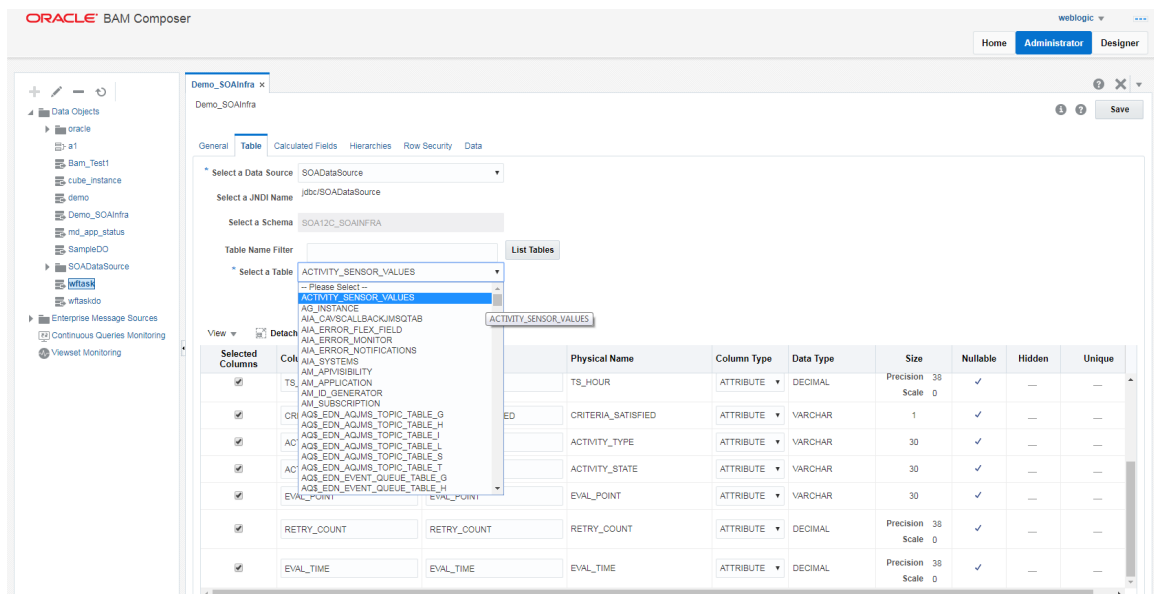 ORACLE' BAM Composer
weblogic
Home Administrator Designer
Demo_SOAInfra ×
Demo_SOAInfra
Save
Data Objects
oracle
a1
Bam_Test1
cube_instance
demo
Demo_SOAInfra
md_app_status
SampleDO
SOADataSource
wftask
wftaskdo
Enterprise Message Sources
Continuous Queries Monitoring
Viewset Monitoring
General Table Calculated Fields Hierarchies Row Security Data
* Select a Data Source SOADataSource
Select a JNDI Name jdbc/SOADataSource
Select a Schema SOA12C_SOAINFRA
Table Name Filter List Tables
* Select a Table ACTIVITY_SENSOR_VALUES
-- Please Select --
ACTIVITY_SENSOR_VALUES
AG_INSTANCE
AIA_CAVSCALLBACKJMSQTAB
AIA_ERROR_FLEX_FIELD
AIA_ERROR_MONITOR
AIA_ERROR_NOTIFICATIONS
AIA_SYSTEMS
AM_APIVISIBILITY
AM_APPLICATION
AM_ID_GENERATOR
AM_SUBSCRIPTION
AQ$_EDN_AQJMS_TOPIC_TABLE_G
AQ$_EDN_AQJMS_TOPIC_TABLE_H
AQ$_EDN_AQJMS_TOPIC_TABLE_I
AQ$_EDN_AQJMS_TOPIC_TABLE_L
AQ$_EDN_AQJMS_TOPIC_TABLE_S
AQ$_EDN_AQJMS_TOPIC_TABLE_T
AQ$_EDN_EVENT_QUEUE_TABLE_G
AQ$_EDN_EVENT_QUEUE_TABLE_H
ACTIVITY_SENSOR_VALUES
View Detach
Selected Columns Colu Physical Name Column Type Data Type Size Nullable Hidden Unique
TS_ TS_HOUR ATTRIBUTE DECIMAL Precision 38
Scale 0
CRI ED CRITERIA_SATISFIED ATTRIBUTE VARCHAR 1
AC ACTIVITY_TYPE ATTRIBUTE VARCHAR 30
AC ACTIVITY_STATE ATTRIBUTE VARCHAR 30
EVAL_POINT EVAL_POINT EVAL_POINT ATTRIBUTE VARCHAR 30
RETRY_COUNT RETRY_COUNT RETRY_COUNT ATTRIBUTE DECIMAL Precision 38
Scale 0
EVAL_TIME EVAL_TIME EVAL_TIME ATTRIBUTE DECIMAL Precision 38
Scale 0